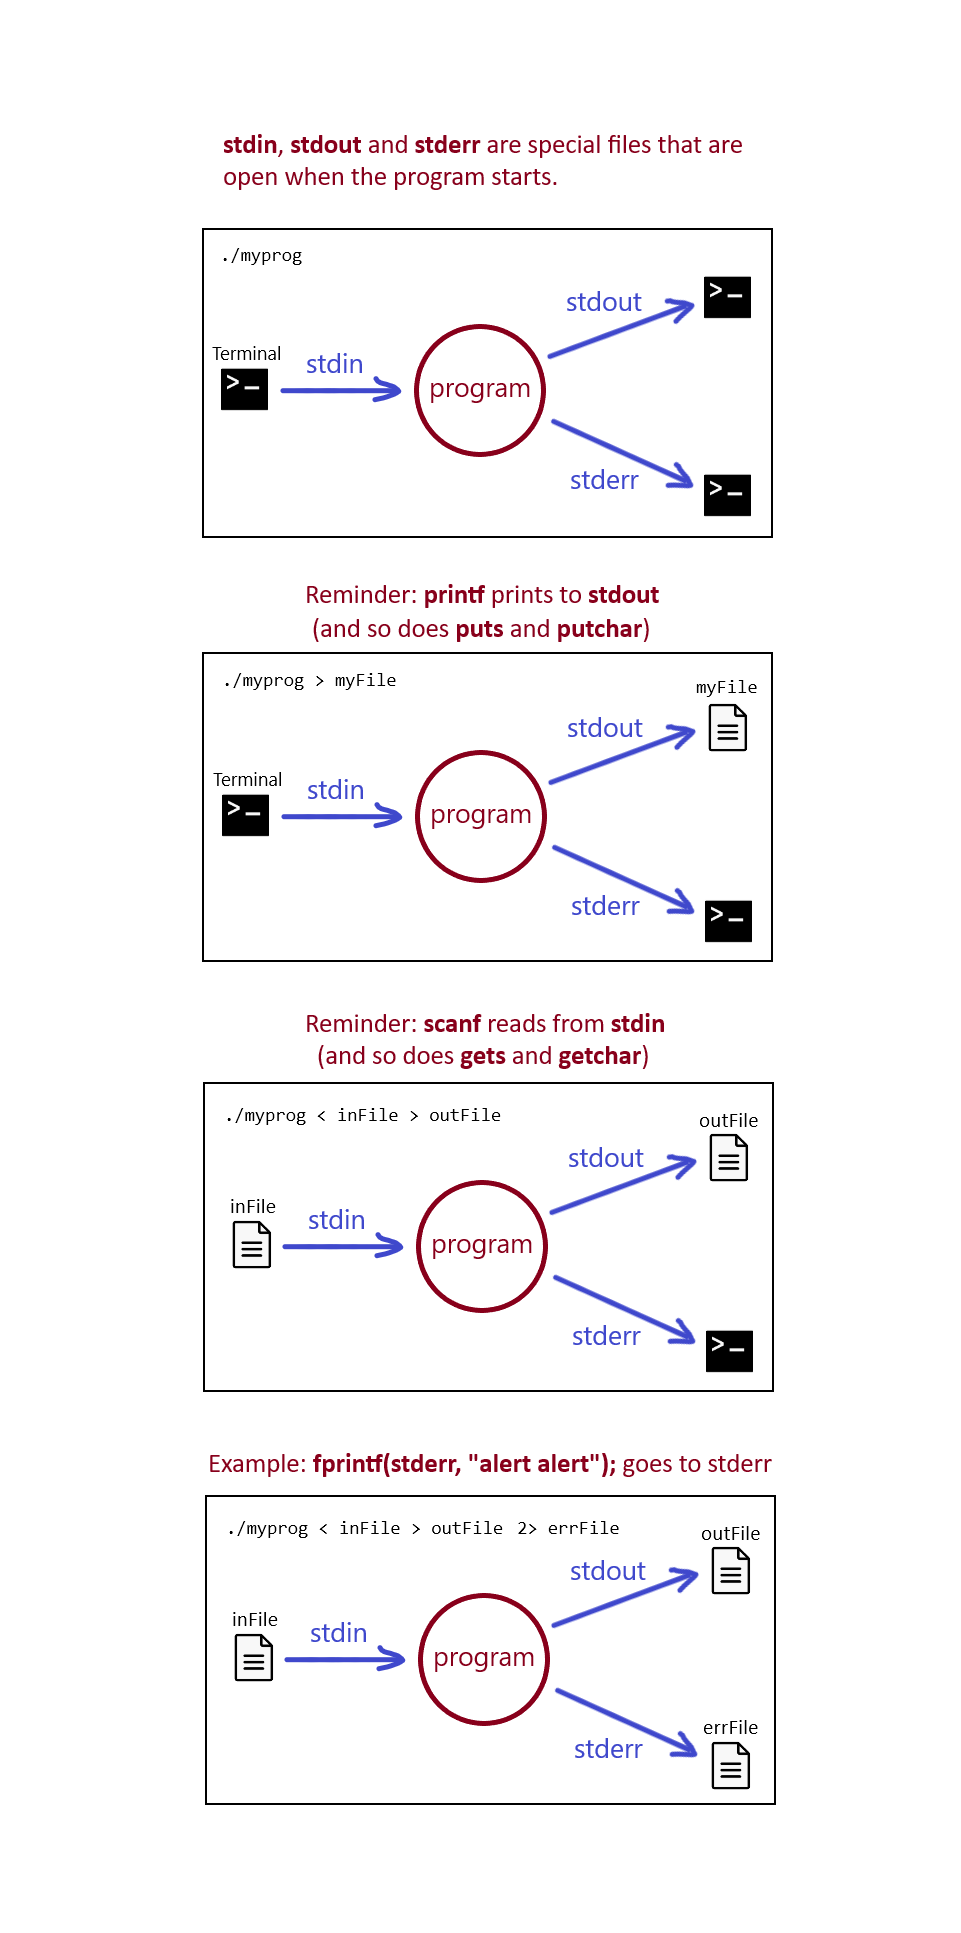 stdin, stdout and stderr are special files that are
open when the program starts.
./myprog
stdout
Terminal
stdin
program
stderr
Reminder: printf prints to stdout
(and so does puts and putchar)
./myprog > myFile
myFile
stdout
Terminal
stdin
program
stderr
Reminder: scanf reads from stdin
(and so does gets and getchar)
./myprog < inFile > outFile
outFile
stdout
inFile
stdin
program
stderr
Example: fprintf(stderr, "alert alert"); goes to stderr
./myprog < inFile > outFile 2> errFile
outFile
stdout
inFile
stdin
program
errFile
stderr